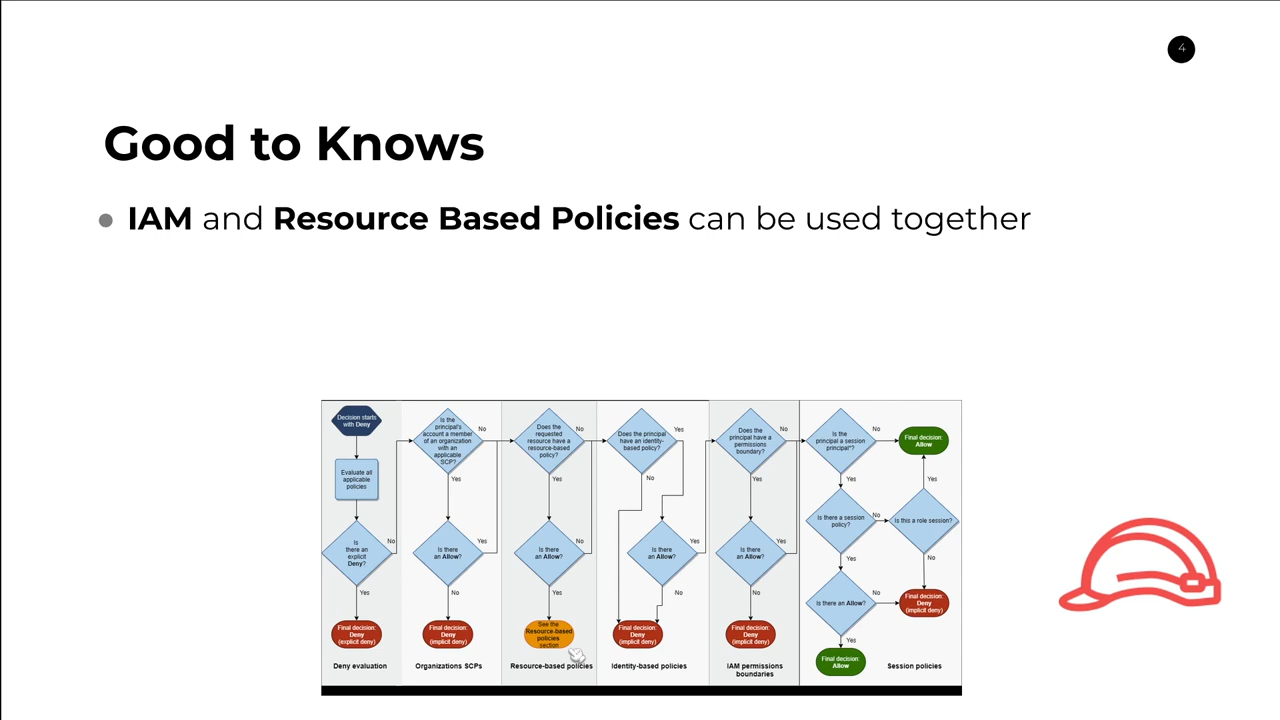 4
Good to Knows
IAM and Resource Based Policies can be used together
Decision starts
with Deny
Evaluate all
applicable
policies
Is
there an
explicit
Deny?
No
Yes
Final decision:
Deny
(explicit deny)
Deny evaluation
Is the
principal's
account a member
of an organization
with an
applicable
SCP?
No
Yes
Is there
an Allow?
Yes
No
Final decision:
Deny
(implicit deny)
Organizations SCPs
Does the
requested
resource have a
resource-based
policy?
No
Yes
Is there
an Allow?
No
Yes
See the
Resource-based
policies
section
Resource-based policies
Does the principal
have an identity-
based policy?
Yes
No
Is there
an Allow?
Yes
No
Final decision:
Deny
(implicit deny)
Identity-based policies
Does the
principal have a
permissions
boundary?
No
Yes
Is there
an Allow?
Yes
No
Final decision:
Deny
(implicit deny)
IAM permissions
boundaries
Is the
principal a session
principal*?
No
Final decision:
Allow
Yes
Yes
Is there a session
policy?
No
Is this a role session?
Yes
No
Is there an Allow?
No
Final decision:
Deny
(implicit deny)
Yes
Final decision:
Allow
Session policies